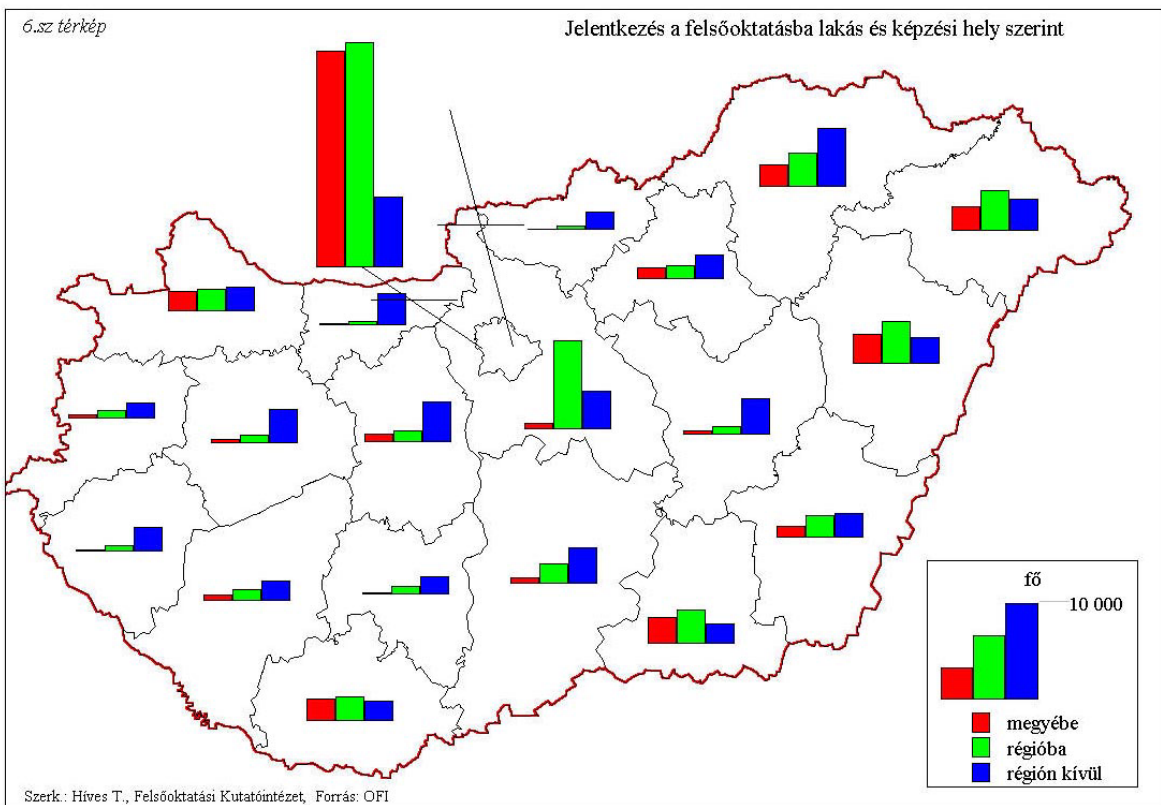 6.sz térkép
Jelentkezés a felsőoktatásba lakás és képzési hely szerint
fő
10 000
megyébe
régióba
région kívül
Szerk.: Híves T., Felsőoktatási Kutatóintézet, Forrás: OFI